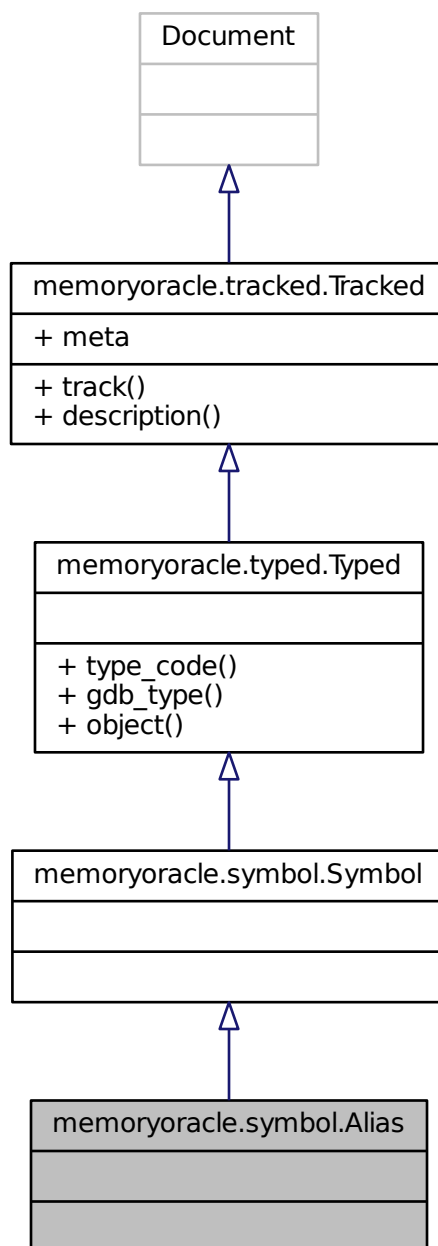 Document
memoryoracle.tracked.Tracked
+ meta
+ track()
+ description()
memoryoracle.typed.Typed
+ type_code()
+ gdb_type()
+ object()
memoryoracle.symbol.Symbol
memoryoracle.symbol.Alias